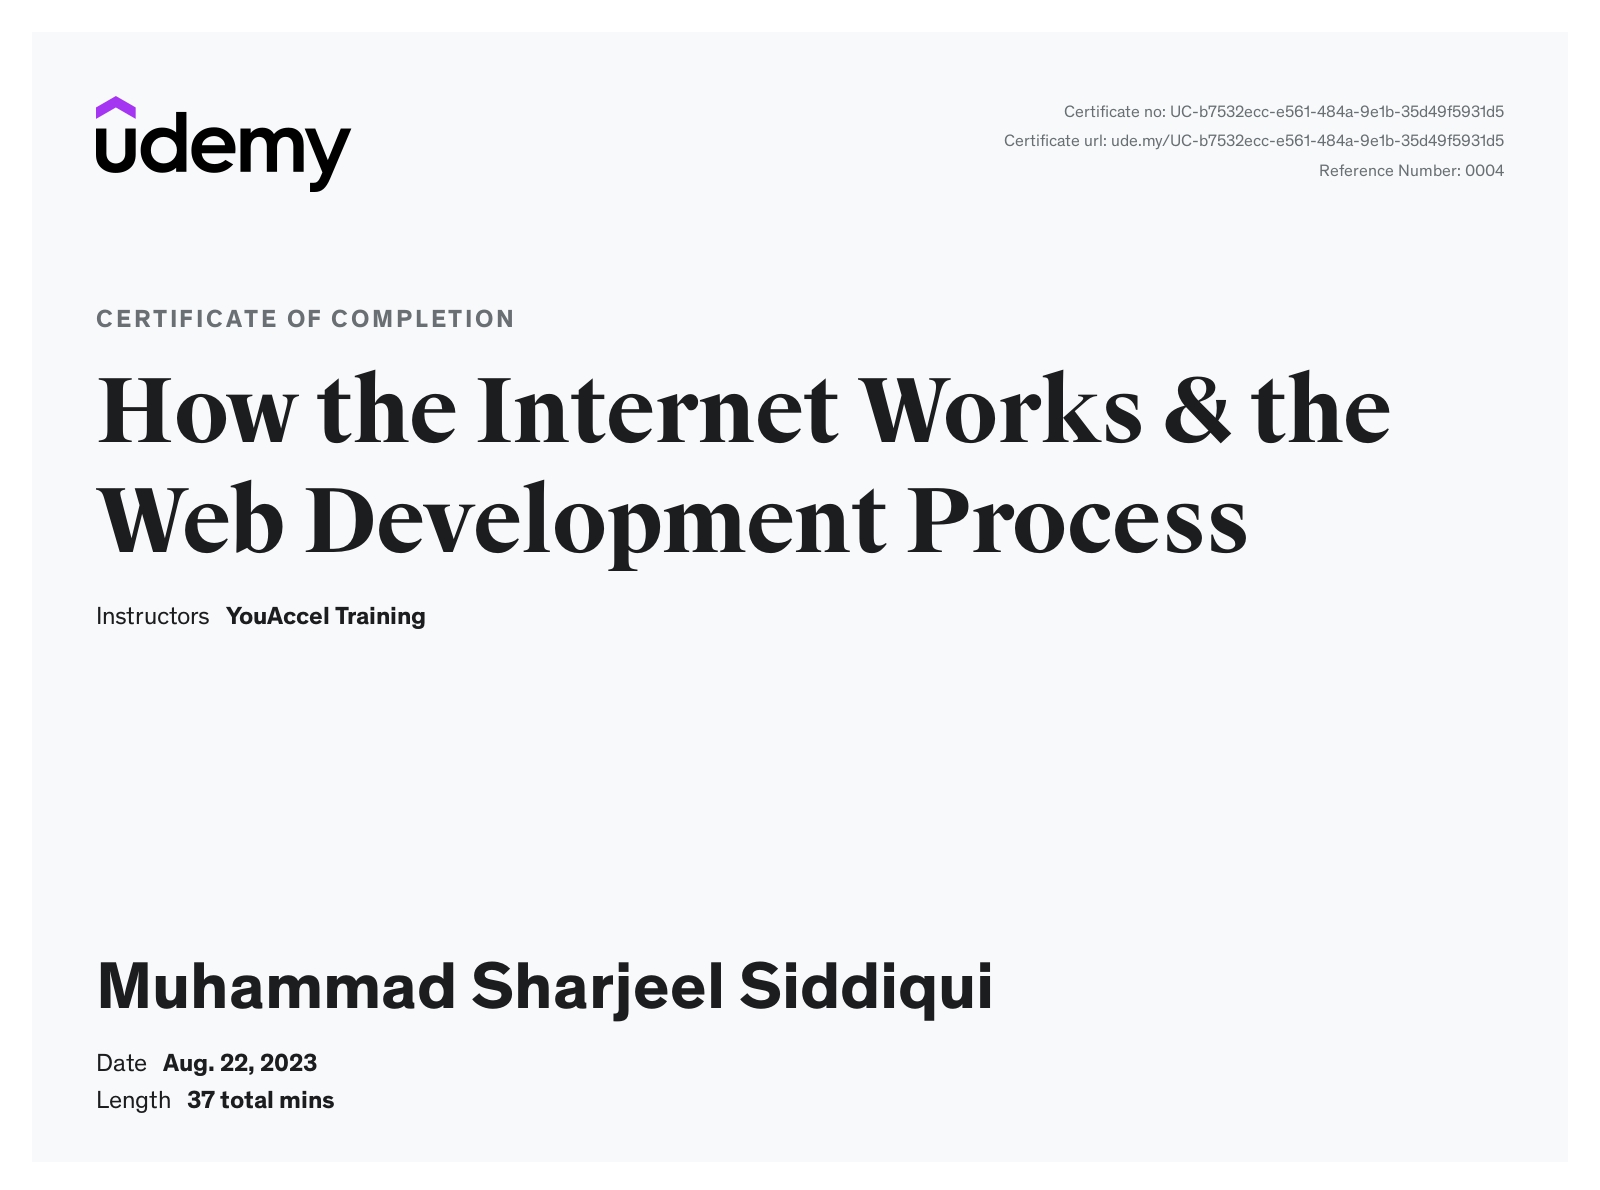 udemy
Certificate no: UC-b7532ecc-e561-484a-9e1b-35d49f5931d5
Certificate url: ude.my/UC-b7532ecc-e561-484a-9e1b-35d49f5931d5
Reference Number: 0004
CERTIFICATE OF COMPLETION
How the Internet Works & the
Web Development Process
Instructors YouAccel Training
Muhammad Sharjeel Siddiqui
Date Aug. 22, 2023
Length 37 total mins